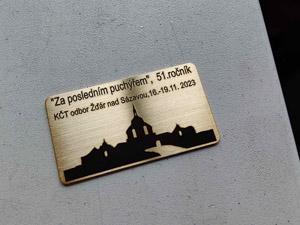 "Za posledním puchýřem", 51.ročník
KČT odbor Žďár nad Sázavou,16.-19.11. 2023